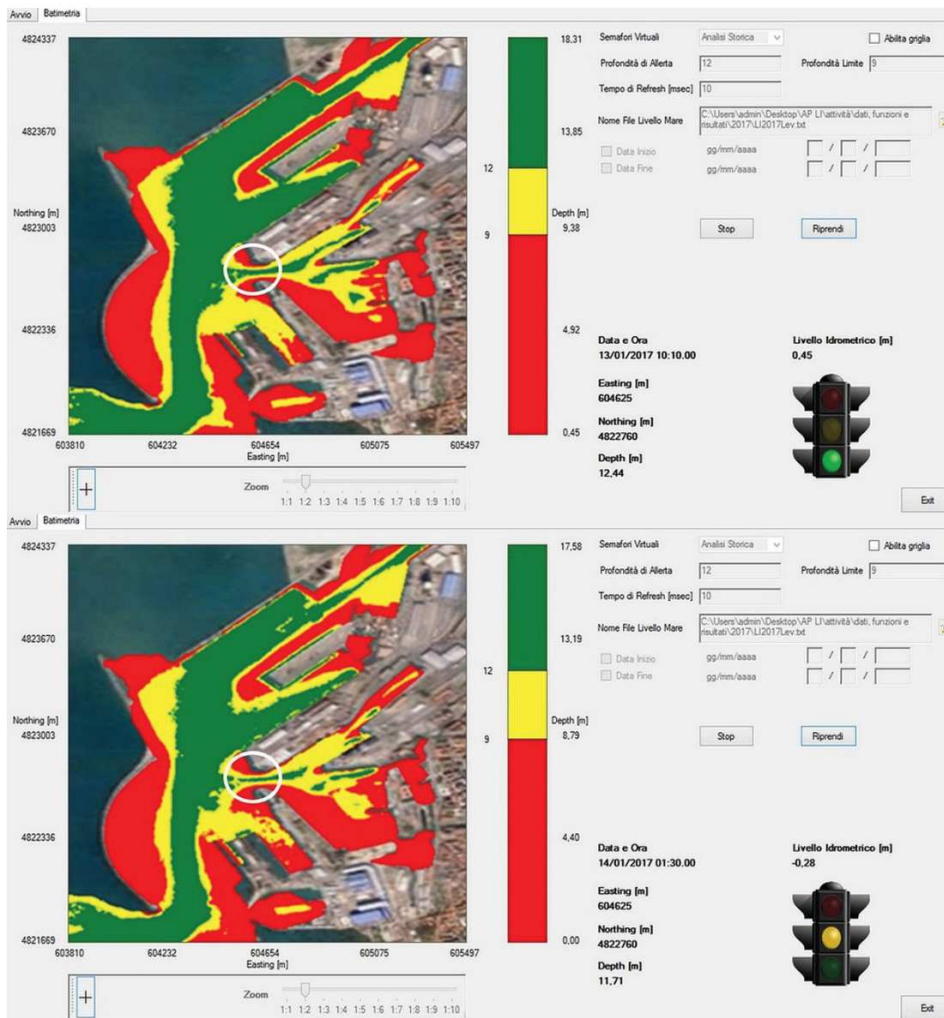 Avvio Batimetria
4824337
4823670
Northing [m]
4823003
4822336
4821669
603810 604232 604654 605075 605497
Easting [m]
18,31
13,85
12
Depth [m]
9 9,38
4,92
0,45
Zoom
1:1 1:2 1:3 1:4 1:5 1:6 1:7 1:8 1:9 1:10
Semafori Virtuali Analisi Storica Abilita griglia
Profondità di Allerta 12 Profondità Limite 9
Tempo di Refresh [msec] 10
Nome File Livello Mare C:\Users\admin\Desktop\AP LI\attività\dati, funzioni e
risultati\2017\LI2017Lev.txt
Data Inizio gg/mm/aaaa / /
Data Fine gg/mm/aaaa / /
Stop Riprendi
Data e Ora Livello Idrometrico [m]
13/01/2017 10:10.00 0,45
Easting [m]
604625
Northing [m]
4822760
Depth [m]
12,44
Exit
Avvio Batimetria
4824337
4823670
Northing [m]
4823003
4822336
4821669
603810 604232 604654 605075 605497
Easting [m]
17,58
13,19
12
Depth [m]
9 8,79
4,40
0,00
Zoom
1:1 1:2 1:3 1:4 1:5 1:6 1:7 1:8 1:9 1:10
Semafori Virtuali Analisi Storica Abilita griglia
Profondità di Allerta 12 Profondità Limite 9
Tempo di Refresh [msec] 10
Nome File Livello Mare C:\Users\admin\Desktop\AP LI\attività\dati, funzioni e
risultati\2017\LI2017Lev.txt
Data Inizio gg/mm/aaaa / /
Data Fine gg/mm/aaaa / /
Stop Riprendi
Data e Ora Livello Idrometrico [m]
14/01/2017 01:30.00 -0,28
Easting [m]
604625
Northing [m]
4822760
Depth [m]
11,71
Exit